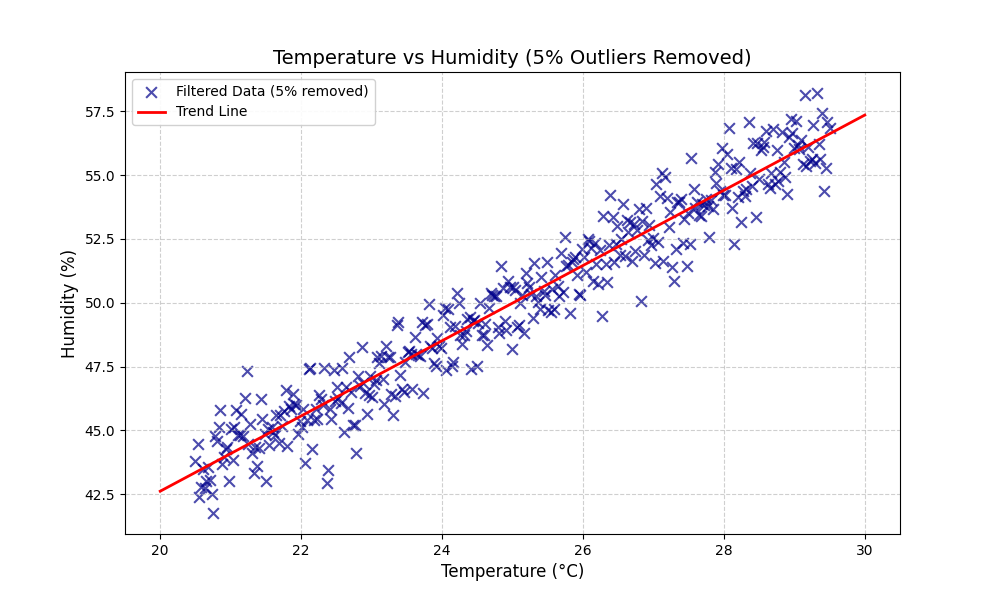 Temperature vs Humidity (5% Outliers Removed)
Filtered Data (5% removed)
Trend Line
Humidity (%)
57.5
55.0
52.5
50.0
47.5
45.0
42.5
20 22 24 26 28 30
Temperature (°C)